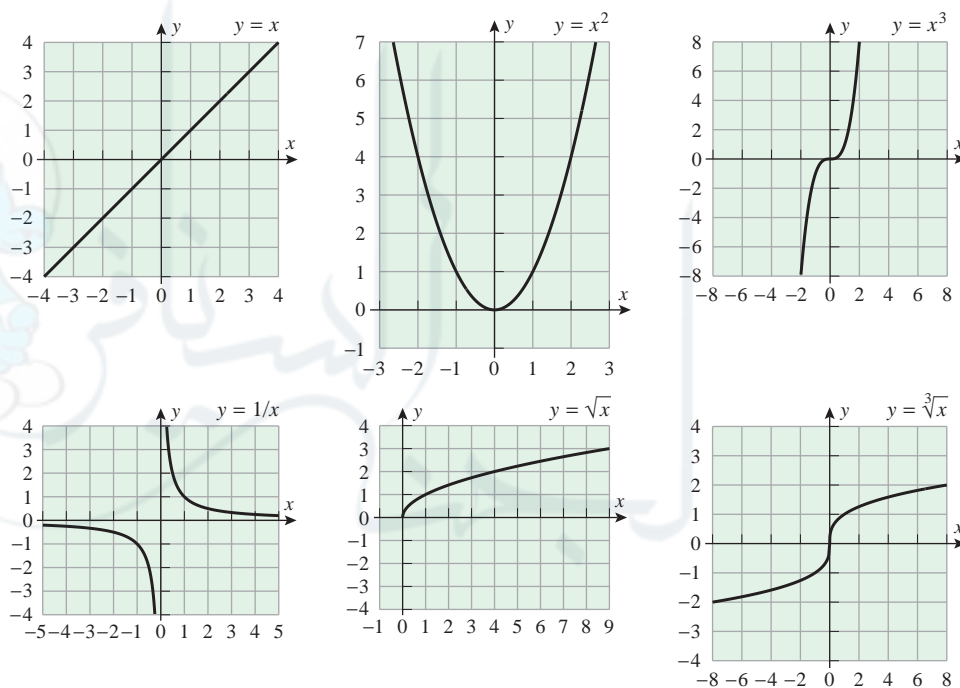 y
y = x
4
3
2
1
x
0
−1
−2
−3
−4
−4 −3 −2 −1 0 1 2 3 4
y
y = x²
7
6
5
4
3
2
1
x
0
−1
−3 −2 −1 0 1 2 3
y
y = x³
8
6
4
2
x
0
−2
−4
−6
−8
−8 −6 −4 −2 0 2 4 6 8
y
y = 1/x
4
3
2
1
x
0
−1
−2
−3
−4
−5 −4 −3 −2 −1 0 1 2 3 4 5
y
y = √x
4
3
2
1
x
0
−1
−2
−3
−4
−1 0 1 2 3 4 5 6 7 8 9
y
y = ∛x
4
3
2
1
x
0
−1
−2
−3
−4
−8 −6 −4 −2 0 2 4 6 8